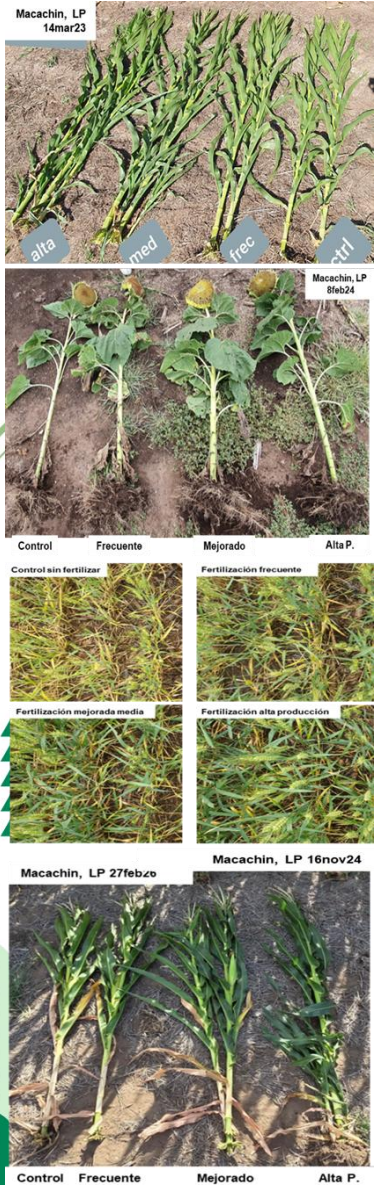 Macachin, LP
14mar23
alta
med
frec
ctrl
Macachin, LP
8feb24
Control Frecuente Mejorado Alta P.
Control sin fertilizar
Fertilización frecuente
Fertilización mejorada media
Fertilización alta producción
Macachin, LP 16nov24
Macachin, LP 27feb26
Control Frecuente Mejorado Alta P.